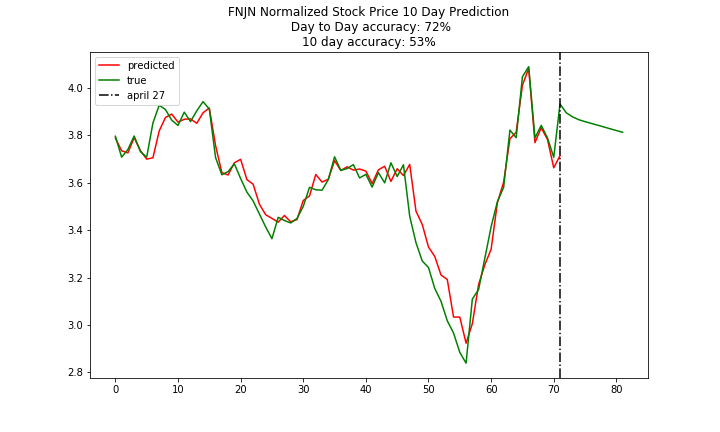 FNJN Normalized Stock Price 10 Day Prediction
Day to Day accuracy: 72%
10 day accuracy: 53%
predicted
true
april 27
4.0
3.8
3.6
3.4
3.2
3.0
2.8
0 10 20 30 40 50 60 70 80